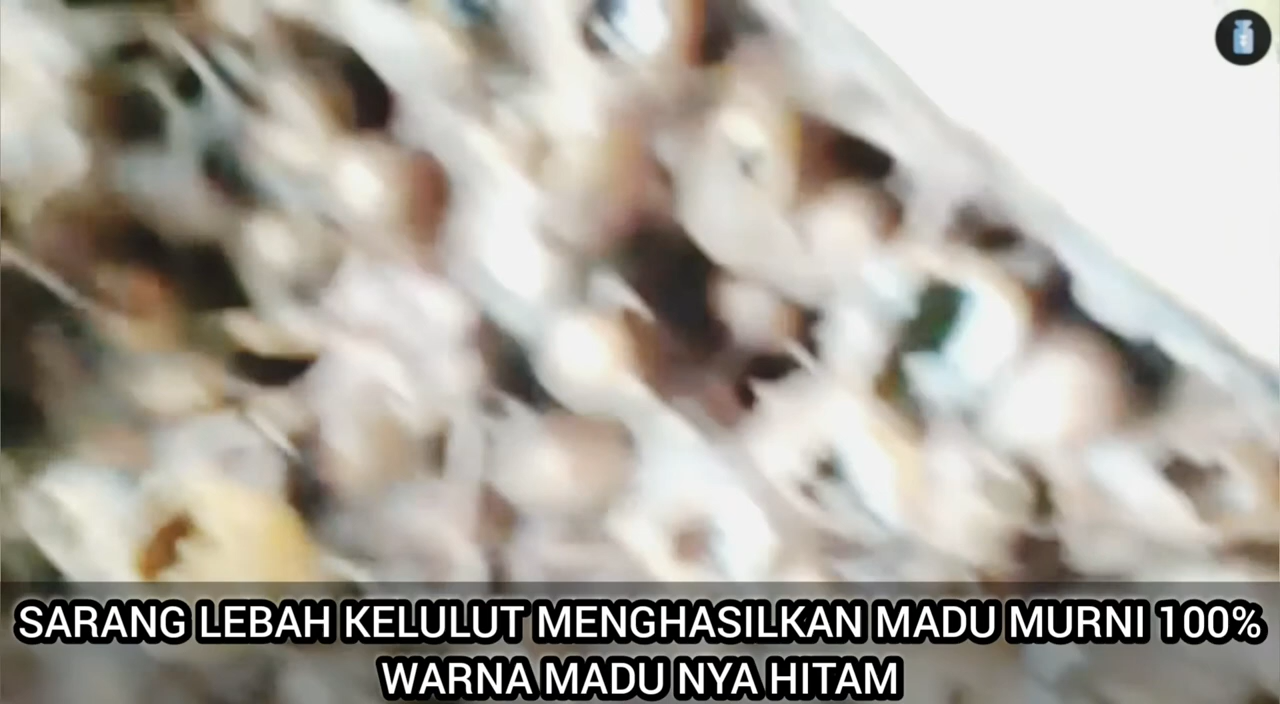 SARANG LEBAH KELULUT MENGHASILKAN MADU MURNI 100%
WARNA MADU NYA HITAM